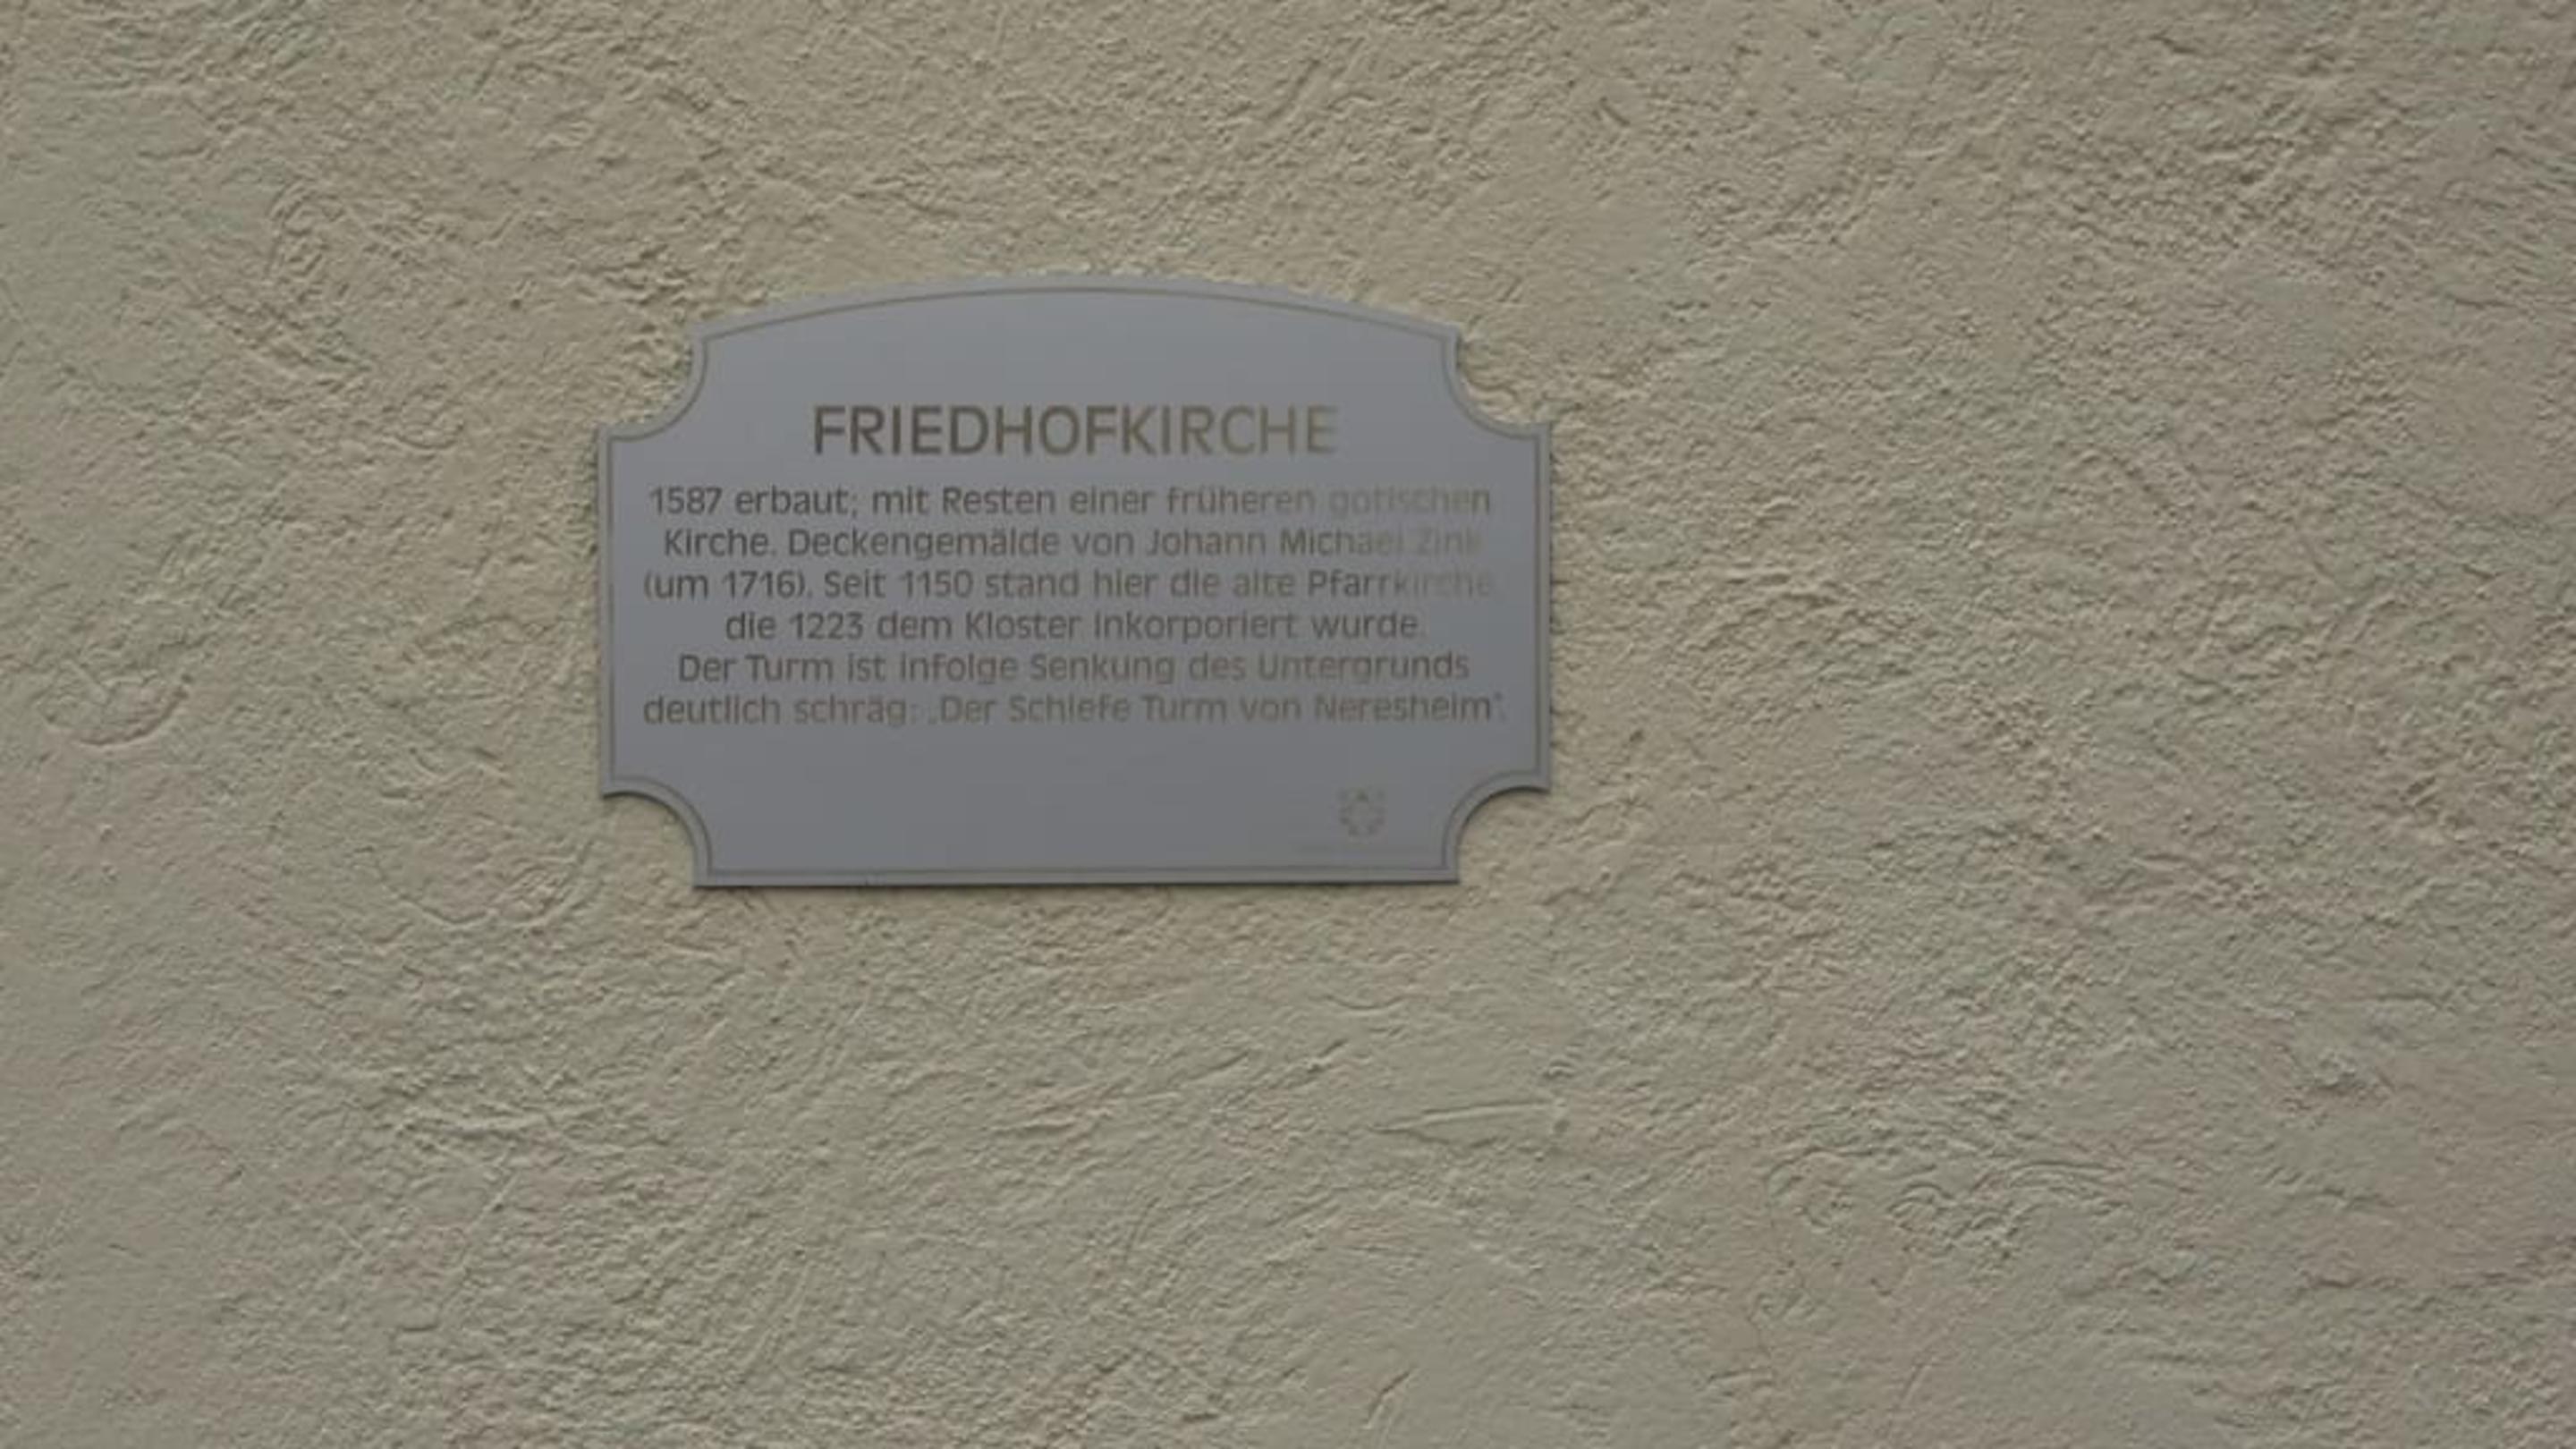 FRIEDHOFKIRCHE
1587 erbaut; mit Resten einer früheren gotischen
Kirche. Deckengemälde von Johann Michael Zink
(um 1716). Seit 1150 stand hier die alte Pfarrkirche,
die 1223 dem Kloster inkorporiert wurde.
Der Turm ist infolge Senkung des Untergrunds
deutlich schräg: „Der Schiefe Turm von Neresheim“.